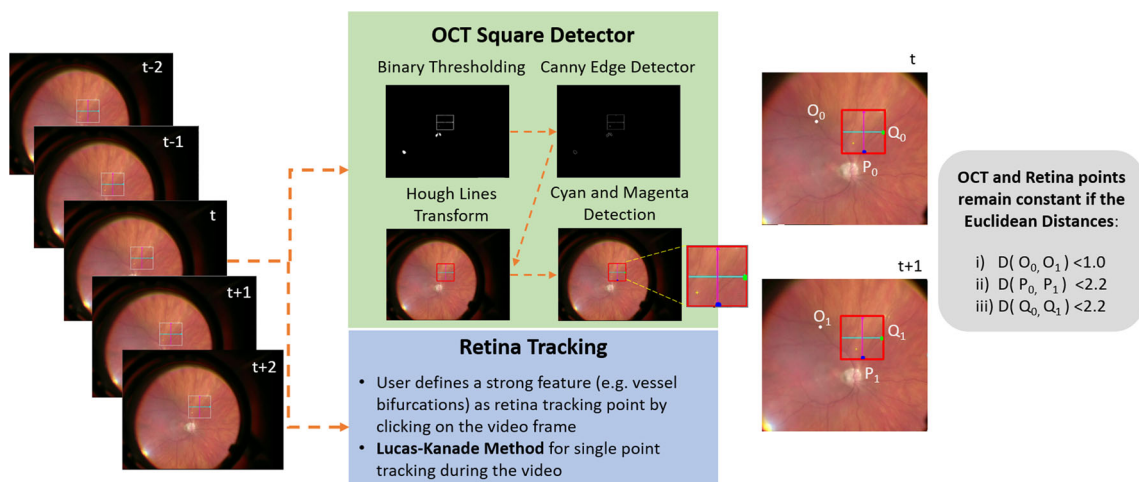 t-2
t-1
t
t+1
t+2
OCT Square Detector
Binary Thresholding
Canny Edge Detector
Hough Lines
Transform
Cyan and Magenta
Detection
Retina Tracking
• User defines a strong feature (e.g. vessel
bifurcations) as retina tracking point by
clicking on the video frame
• Lucas-Kanade Method for single point
tracking during the video
t
O₀
Q₀
P₀
t+1
O₁
Q₁
P₁
OCT and Retina points
remain constant if the
Euclidean Distances:
i) D( O₀, O₁ ) <1.0
ii) D( P₀, P₁ ) <2.2
iii) D( Q₀, Q₁ ) <2.2